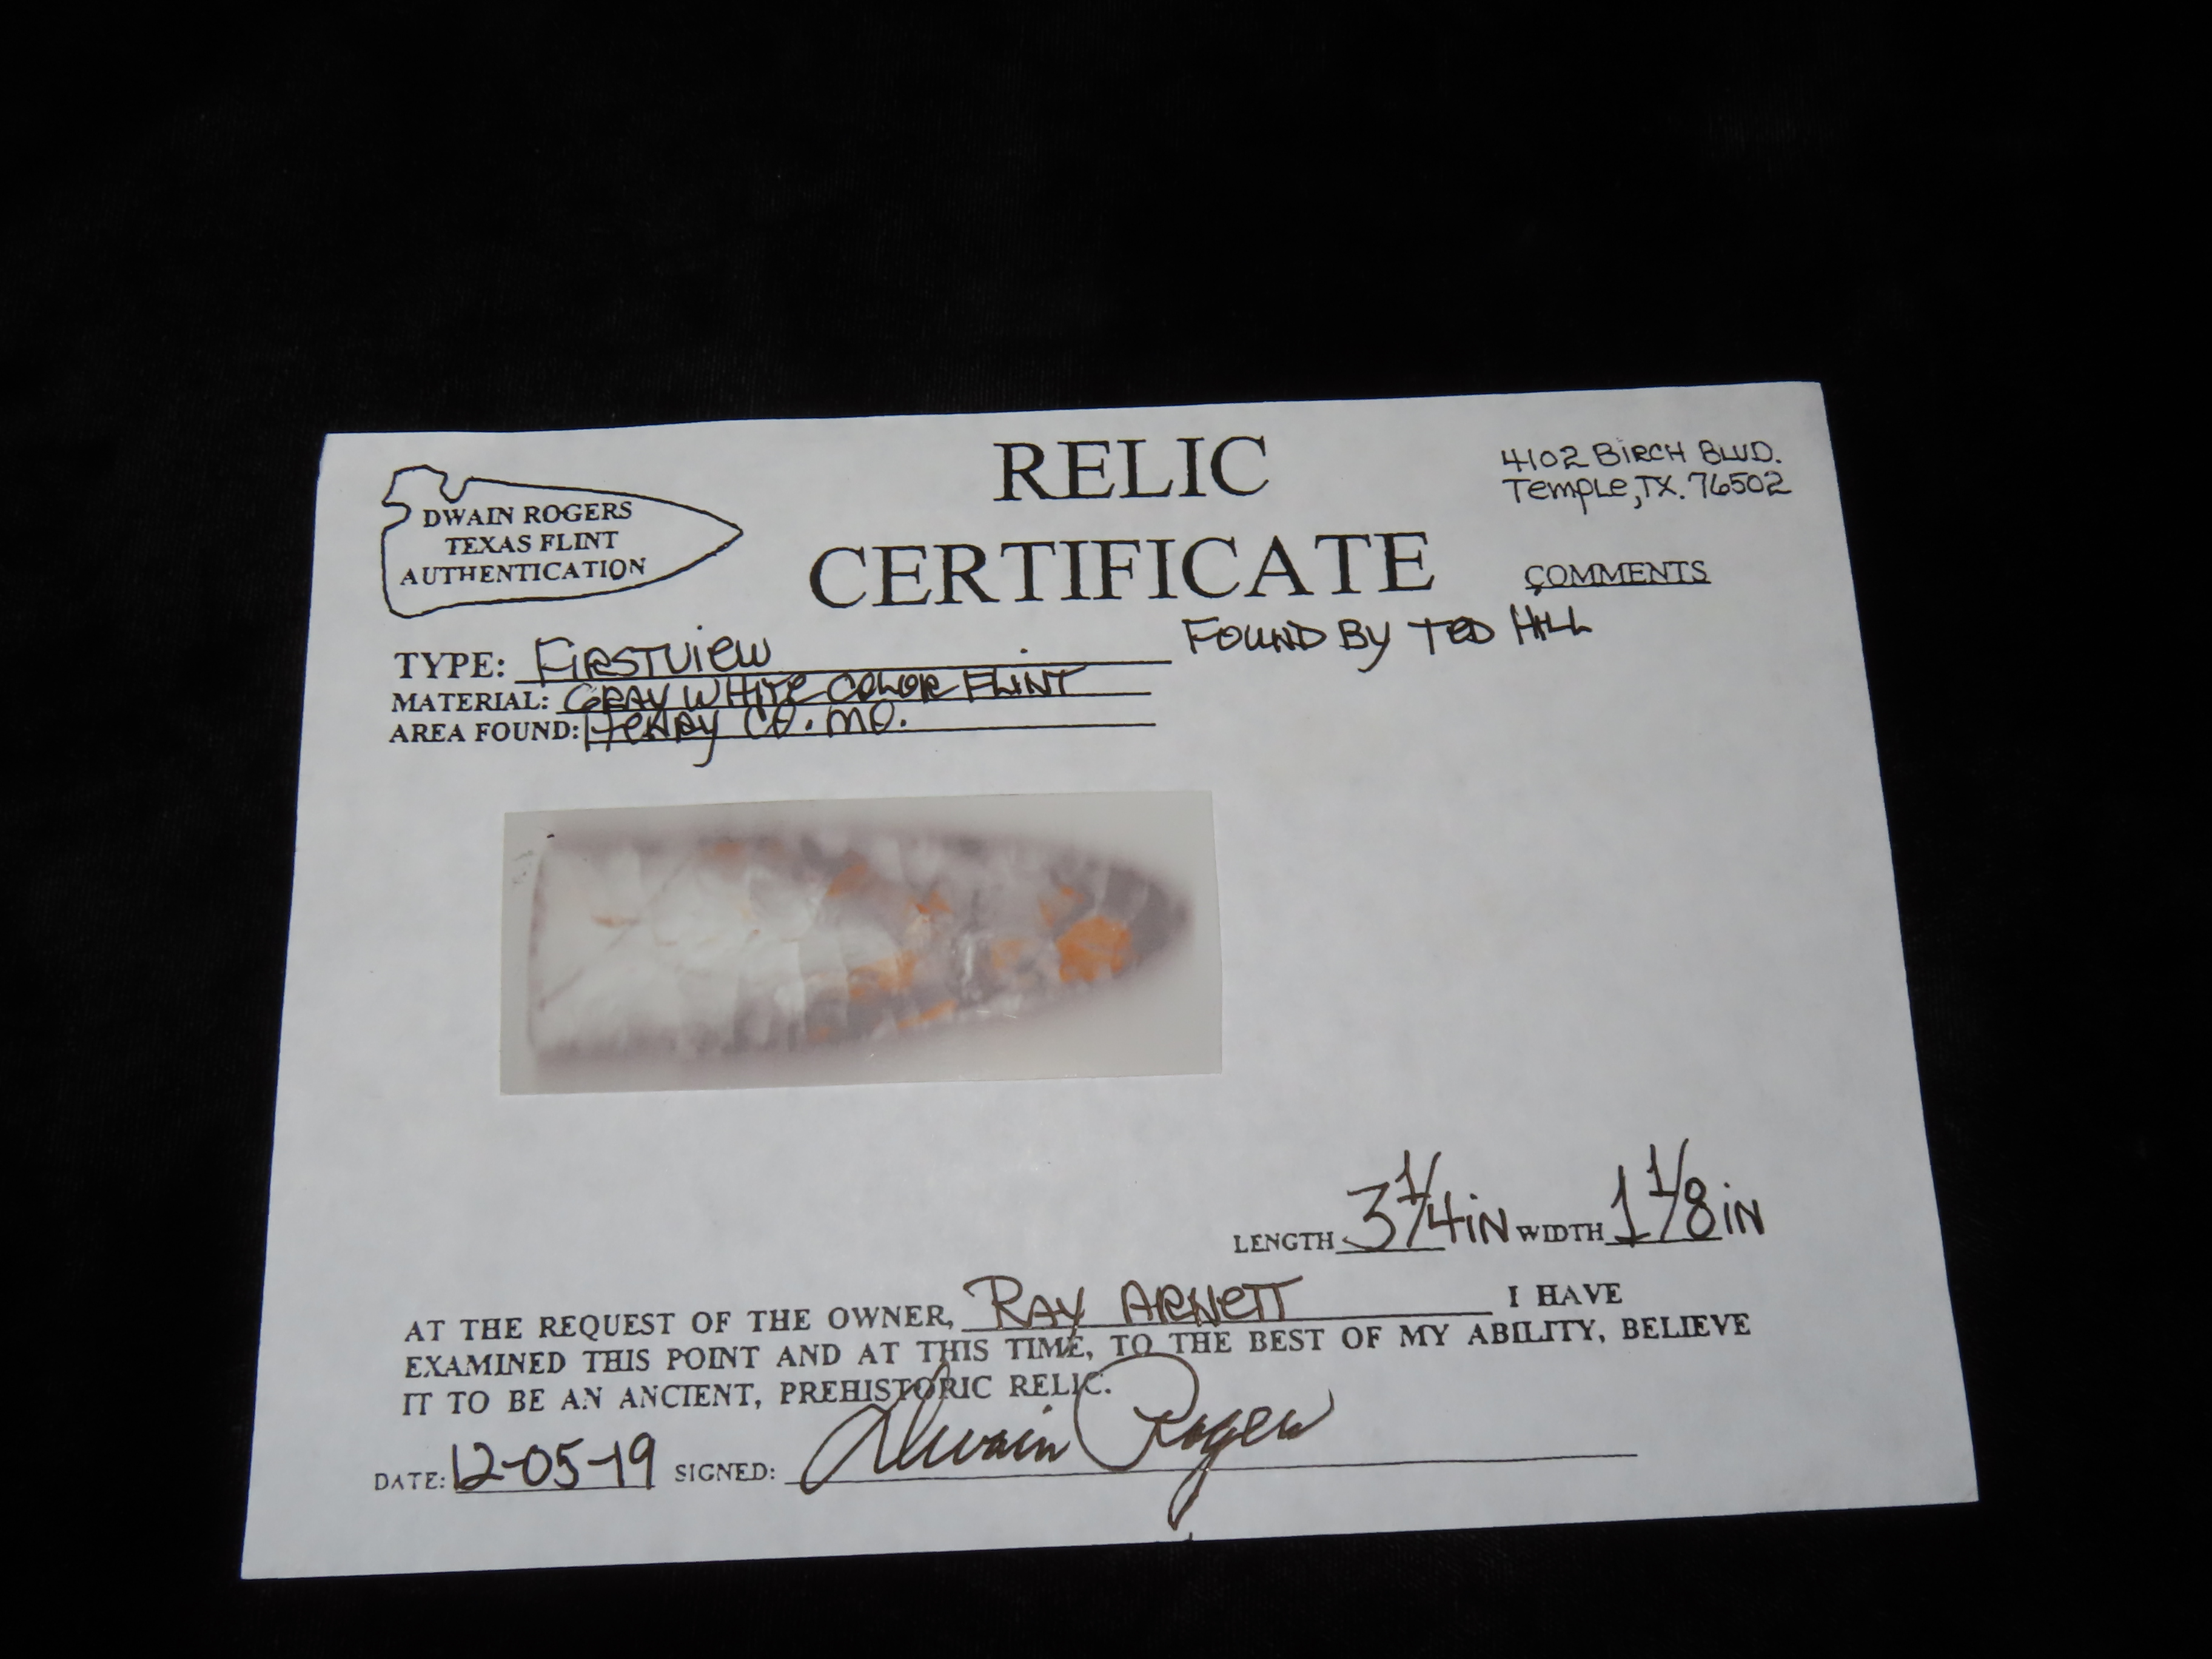 RELIC
CERTIFICATE
DWAIN ROGERS
TEXAS FLINT
AUTHENTICATION
4102 BIRCH BLVD.
Temple, TX. 76502
COMMENTS
FOUND BY TED HILL
TYPE: FIRSTVIEW
MATERIAL: GRAY WHITE COLOR FLINT
AREA FOUND: HENRY CO. MO.
LENGTH 3 1/4 IN WIDTH 1 1/8 IN
AT THE REQUEST OF THE OWNER, RAY ARNETT I HAVE
EXAMINED THIS POINT AND AT THIS TIME, TO THE BEST OF MY ABILITY, BELIEVE
IT TO BE AN ANCIENT, PREHISTORIC RELIC.
DATE: 12-05-19 SIGNED: Dwain Rogers